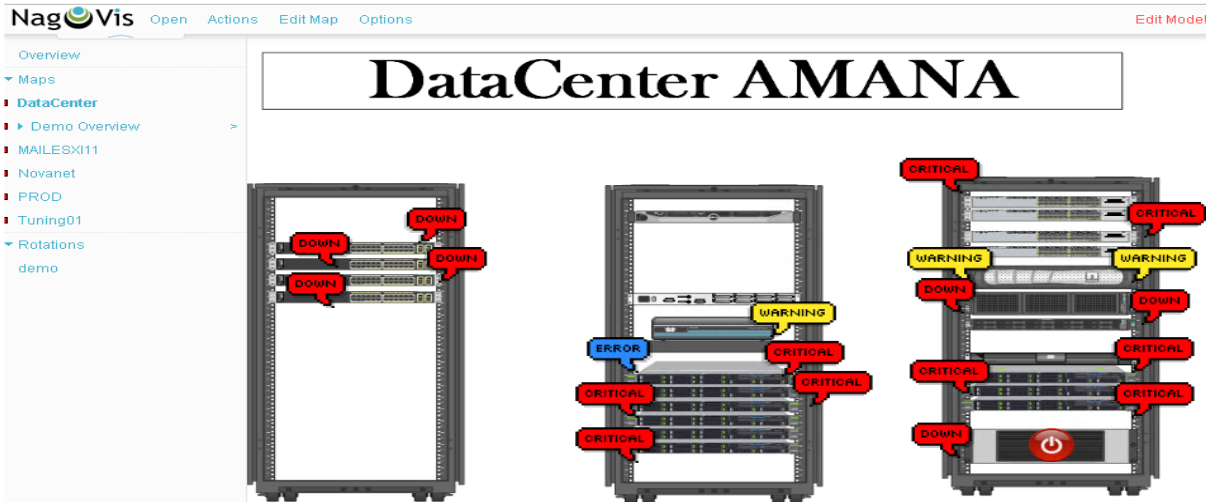 NagVis Open Actions Edit Map Options Edit Mode!
Overview
Maps
DataCenter
Demo Overview >
MAILESXI11
Novanet
PROD
Tuning01
Rotations
demo
DataCenter AMANA
DOWN
DOWN
DOWN
DOWN
WARNING
ERROR
CRITICAL
CRITICAL
CRITICAL
CRITICAL
CRITICAL
CRITICAL
WARNING
WARNING
DOWN
DOWN
CRITICAL
CRITICAL
CRITICAL
DOWN